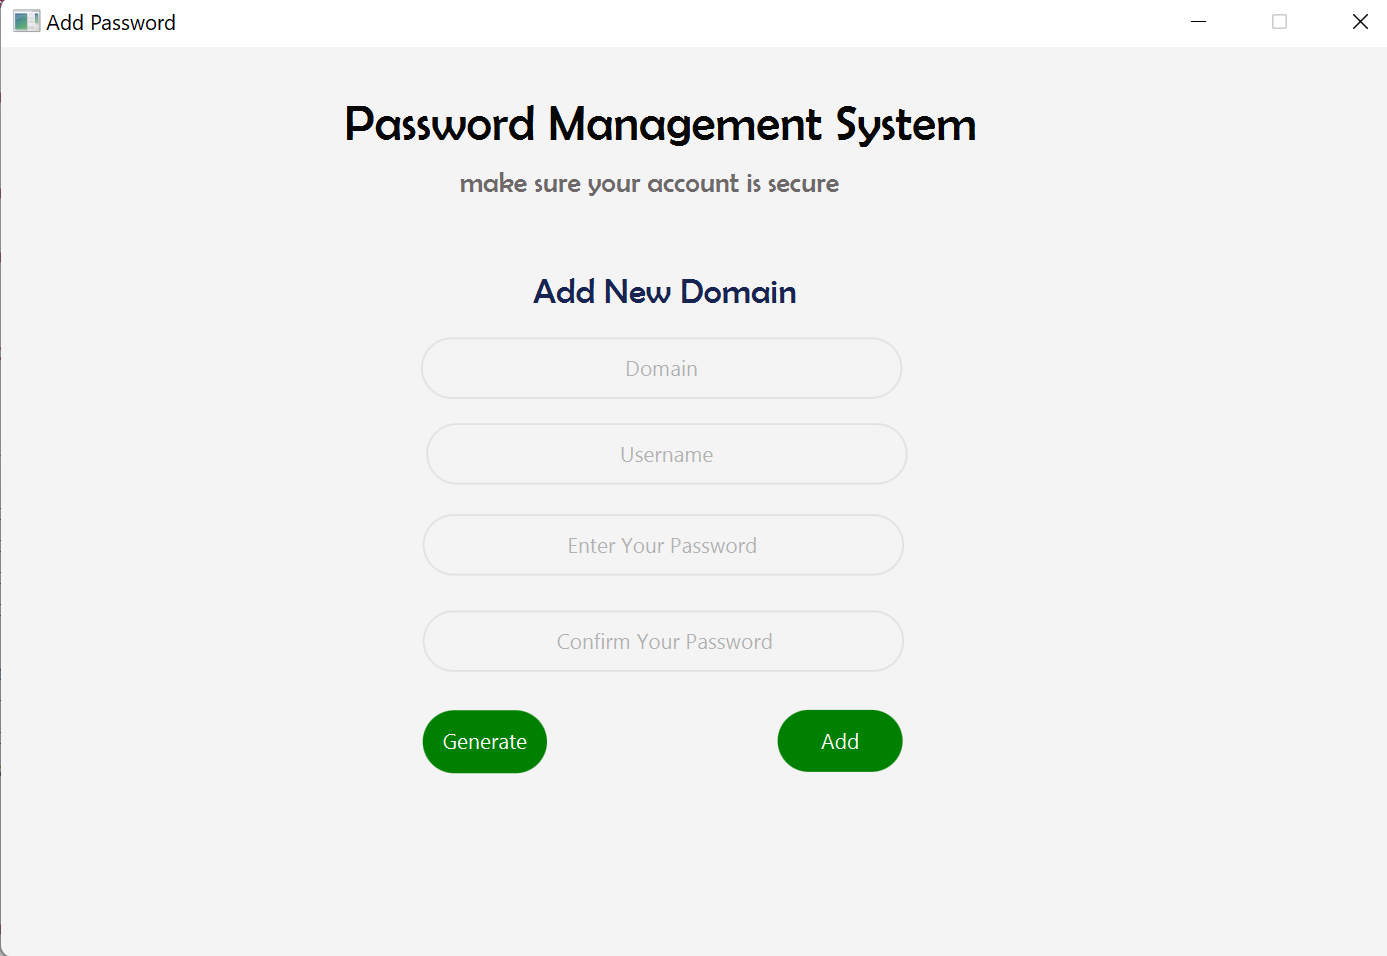 Add Password
Password Management System
make sure your account is secure
Add New Domain
Domain
Username
Enter Your Password
Confirm Your Password
Generate
Add